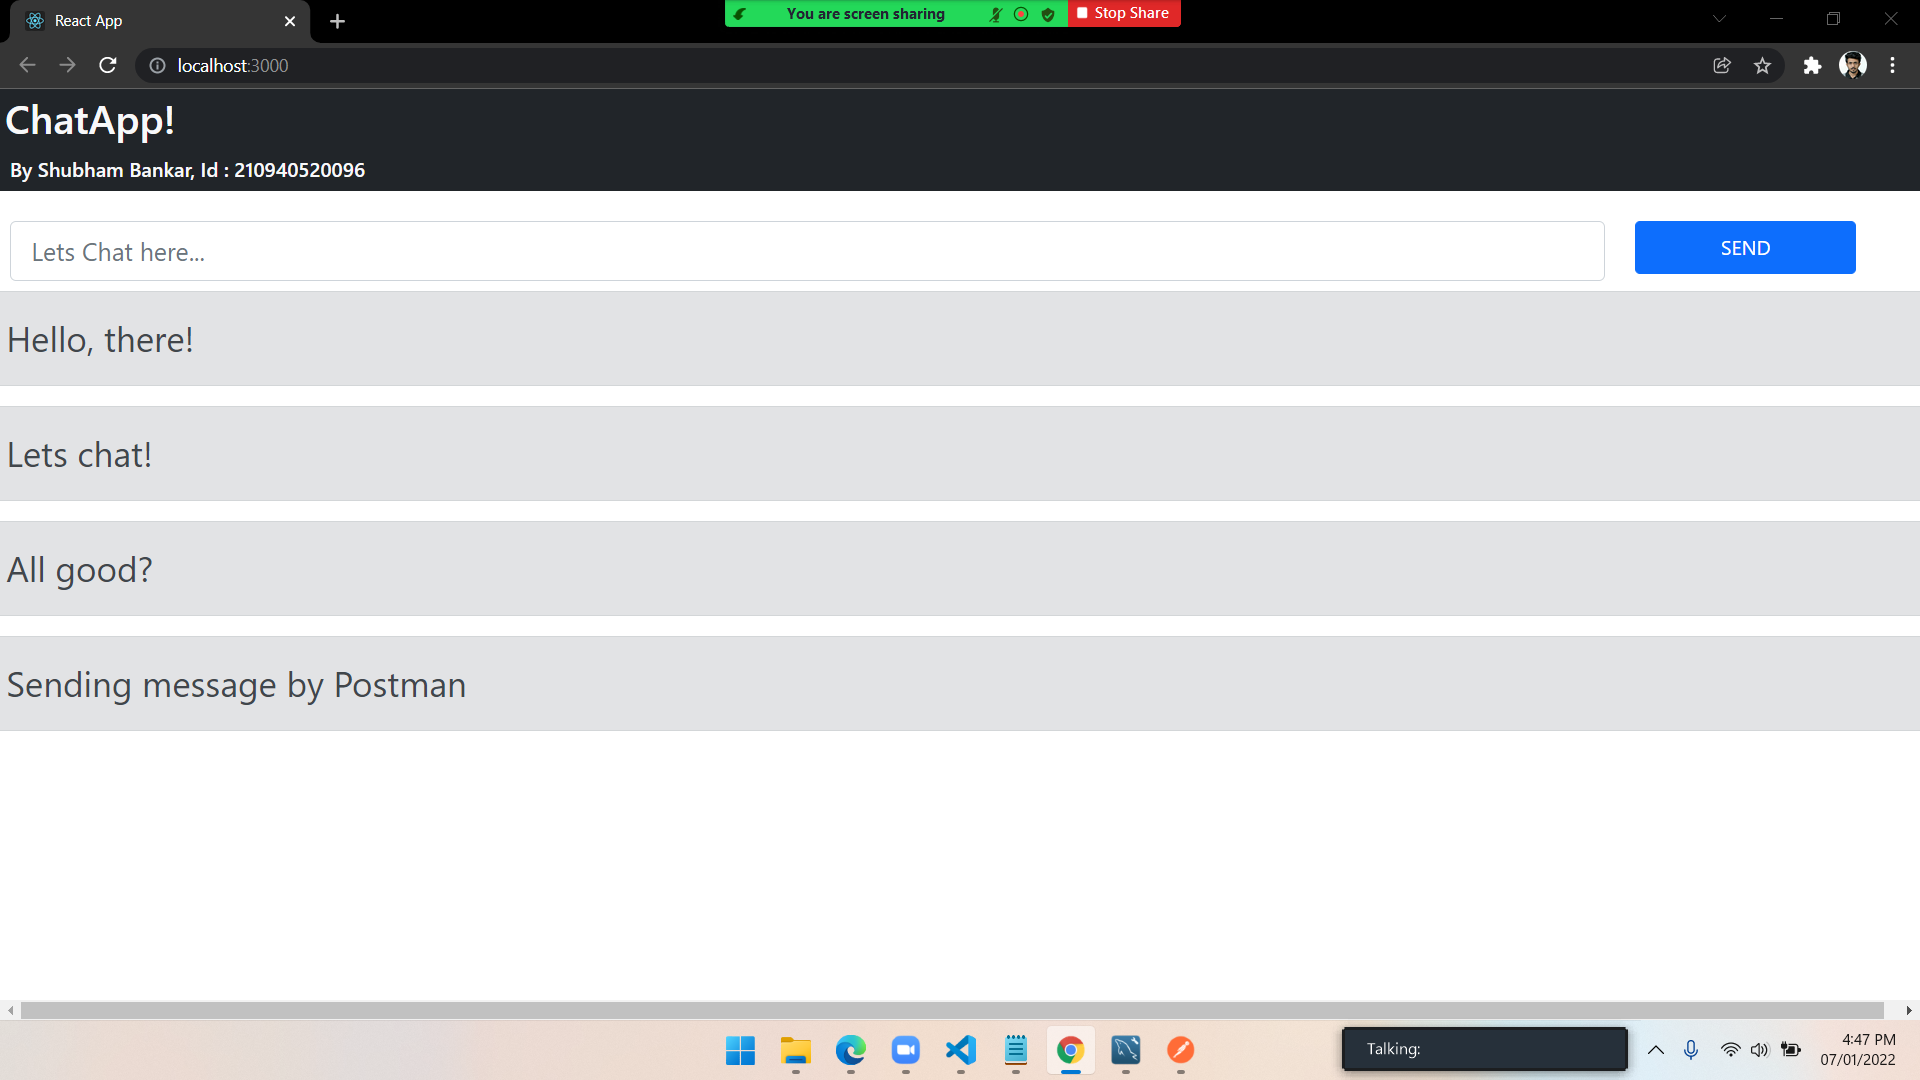 React App
You are screen sharing
Stop Share
localhost:3000
ChatApp!
By Shubham Bankar, Id : 210940520096
Lets Chat here...
SEND
Hello, there!
Lets chat!
All good?
Sending message by Postman
Talking:
4:47 PM
07/01/2022